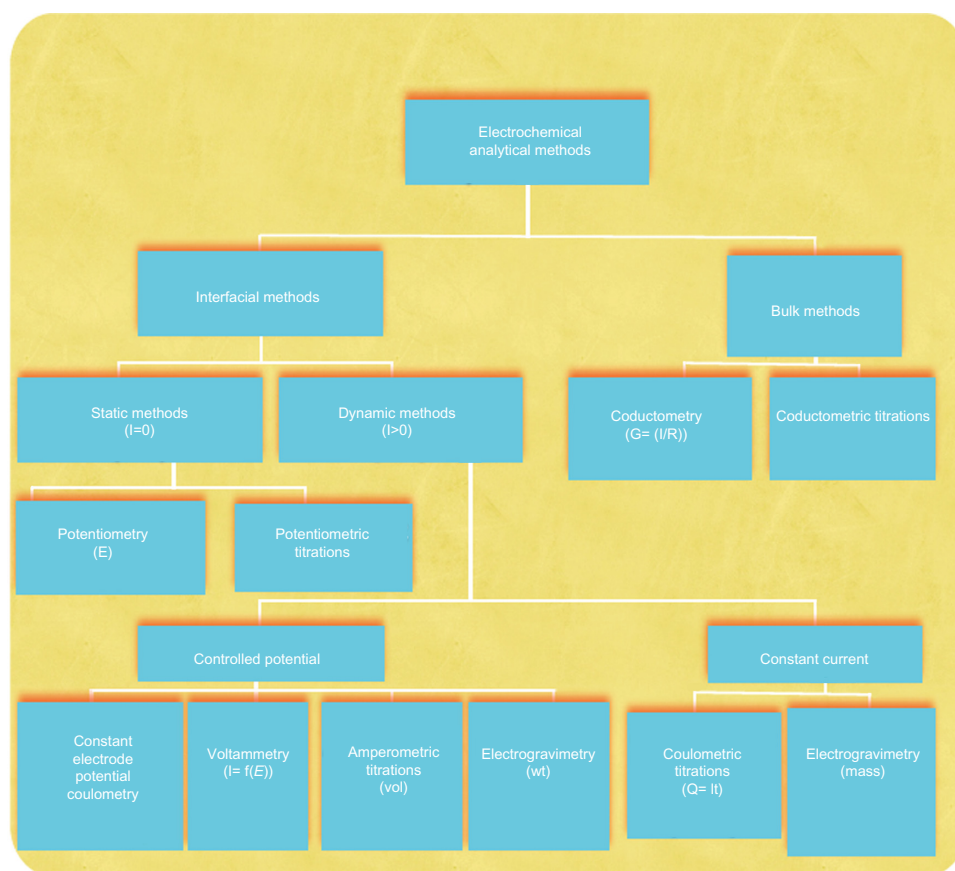 Electrochemical
analytical methods
Interfacial methods
Bulk methods
Static methods
(I=0)
Dynamic methods
(I>0)
Coductometry
(G= (I/R))
Coductometric titrations
Potentiometry
(E)
Potentiometric
titrations
Controlled potential
Constant current
Constant
electrode
potential
coulometry
Voltammetry
(I= f(E))
Amperometric
titrations
(vol)
Electrogravimetry
(wt)
Coulometric
titrations
(Q= It)
Electrogravimetry
(mass)